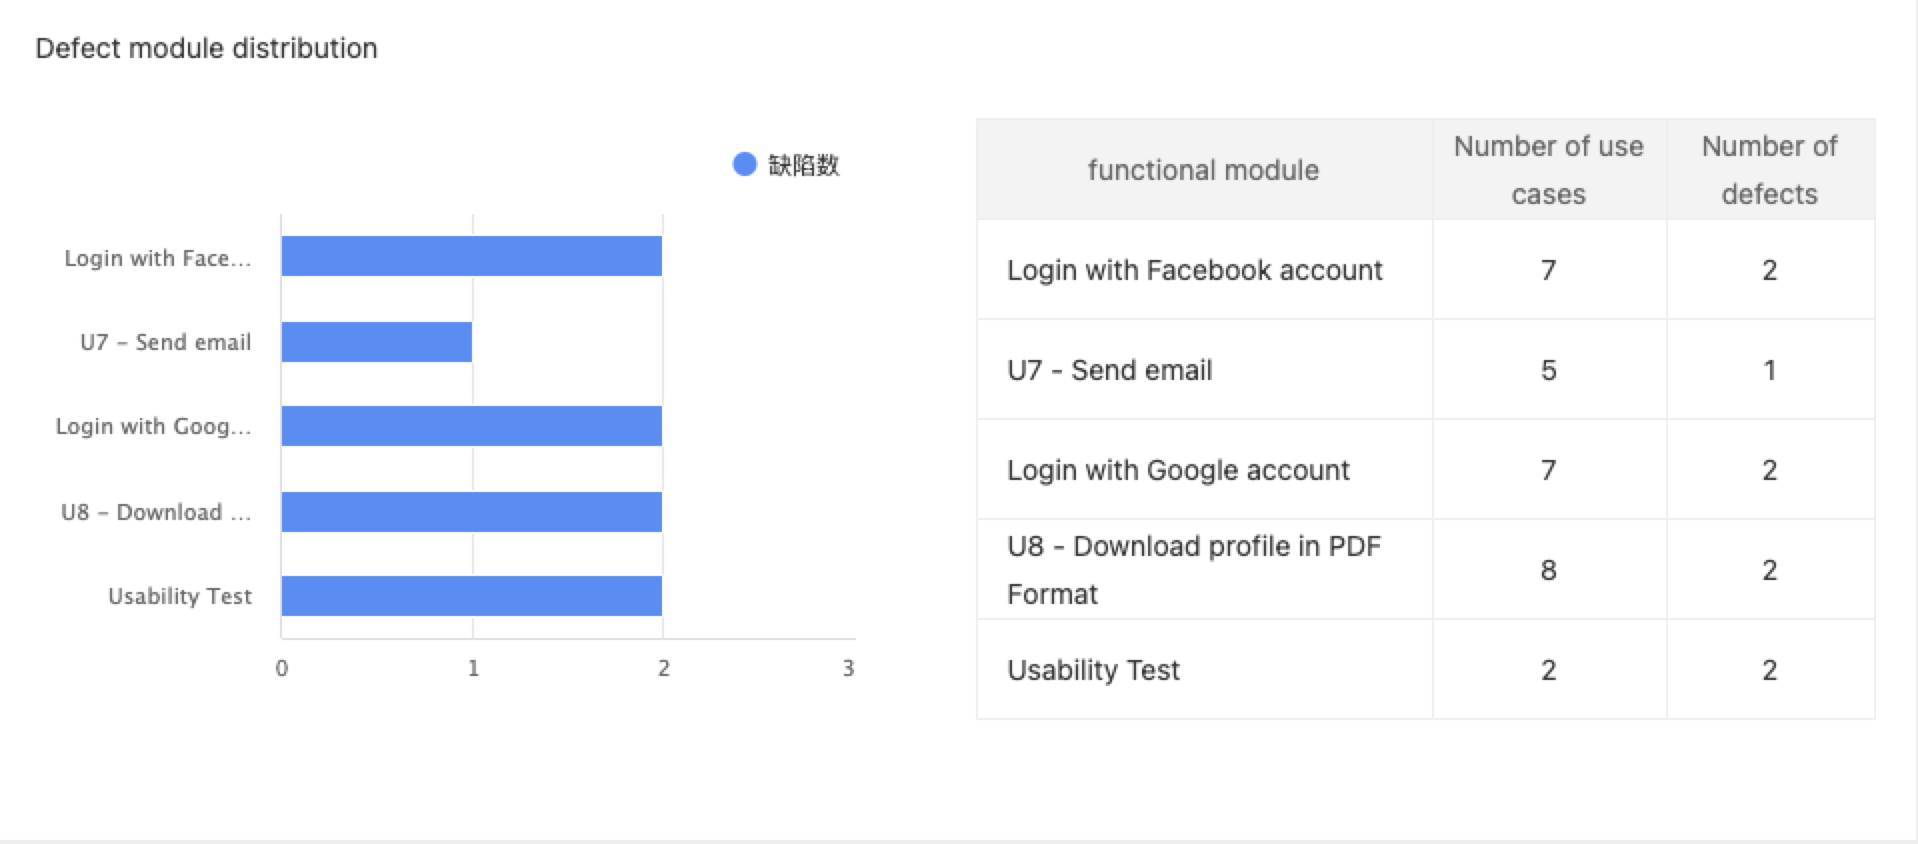 Defect module distribution
缺陷数
Login with Face...
U7 - Send email
Login with Goog...
U8 - Download ...
Usability Test
0 1 2 3
functional module
Number of use
cases
Number of
defects
Login with Facebook account 7 2
U7 - Send email 5 1
Login with Google account 7 2
U8 - Download profile in PDF
Format
8 2
Usability Test 2 2